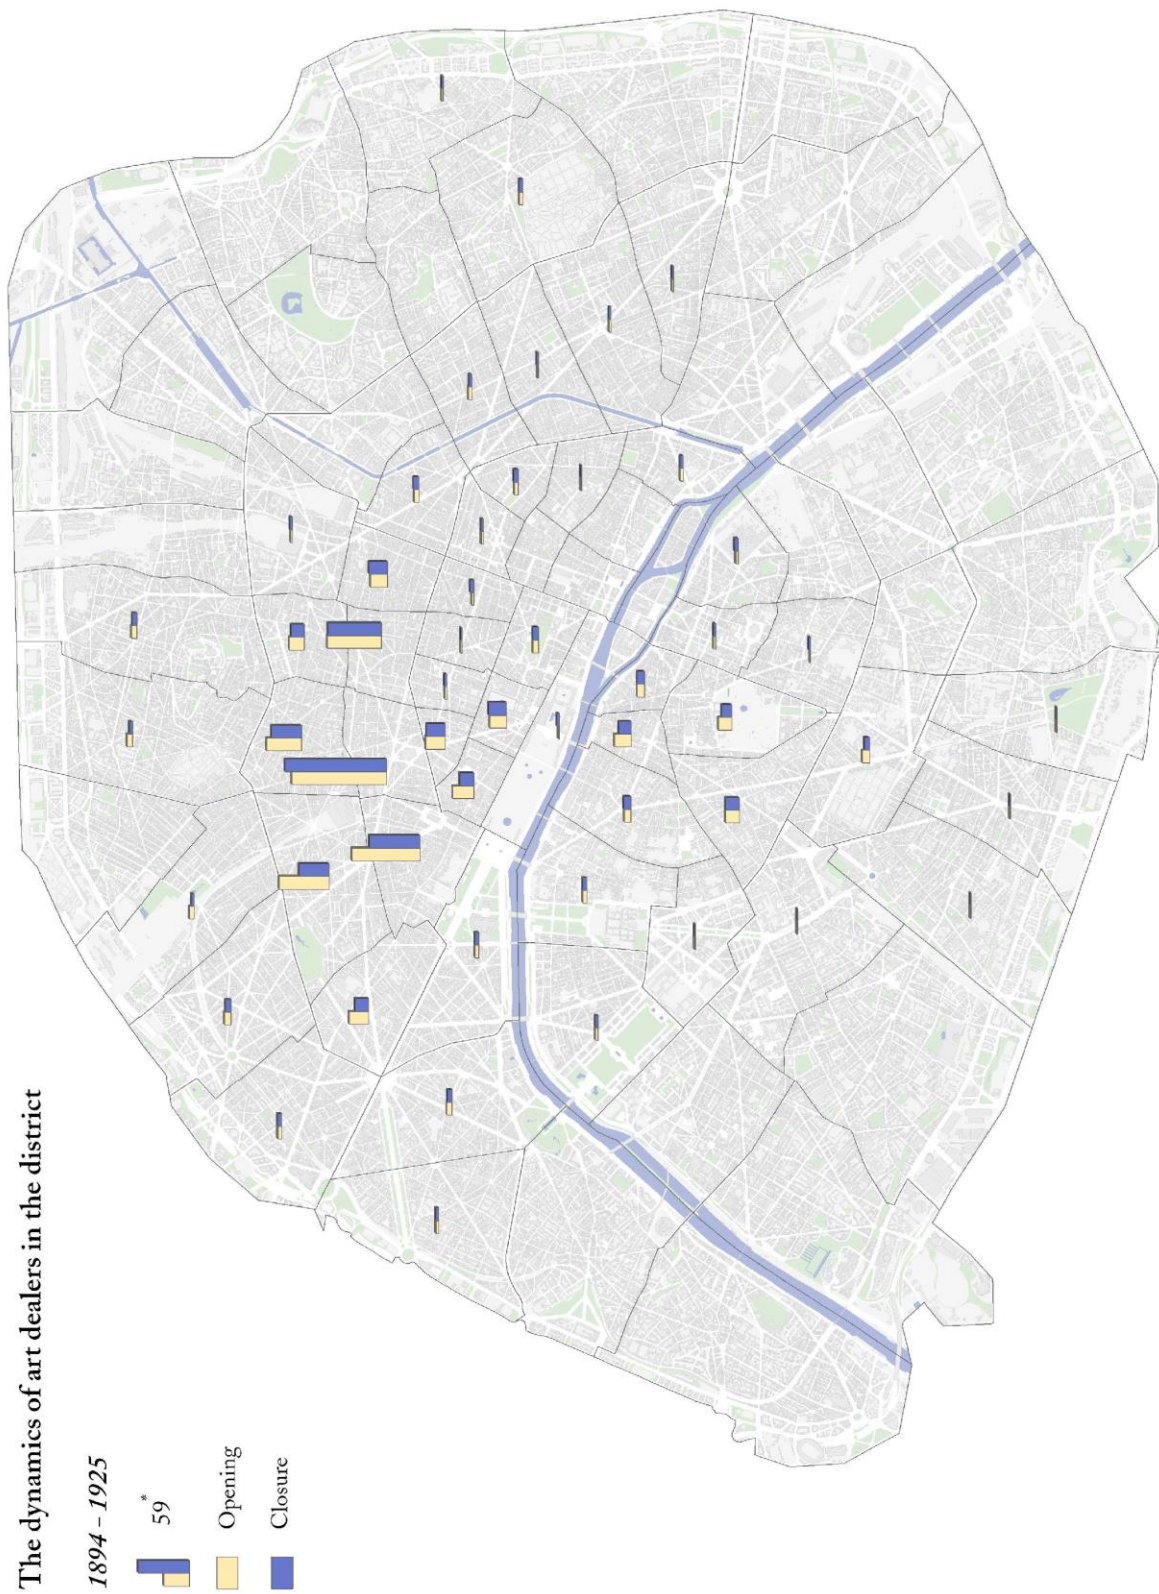 The dynamics of art dealers in the district
1894 – 1925
59*
Opening
Closure